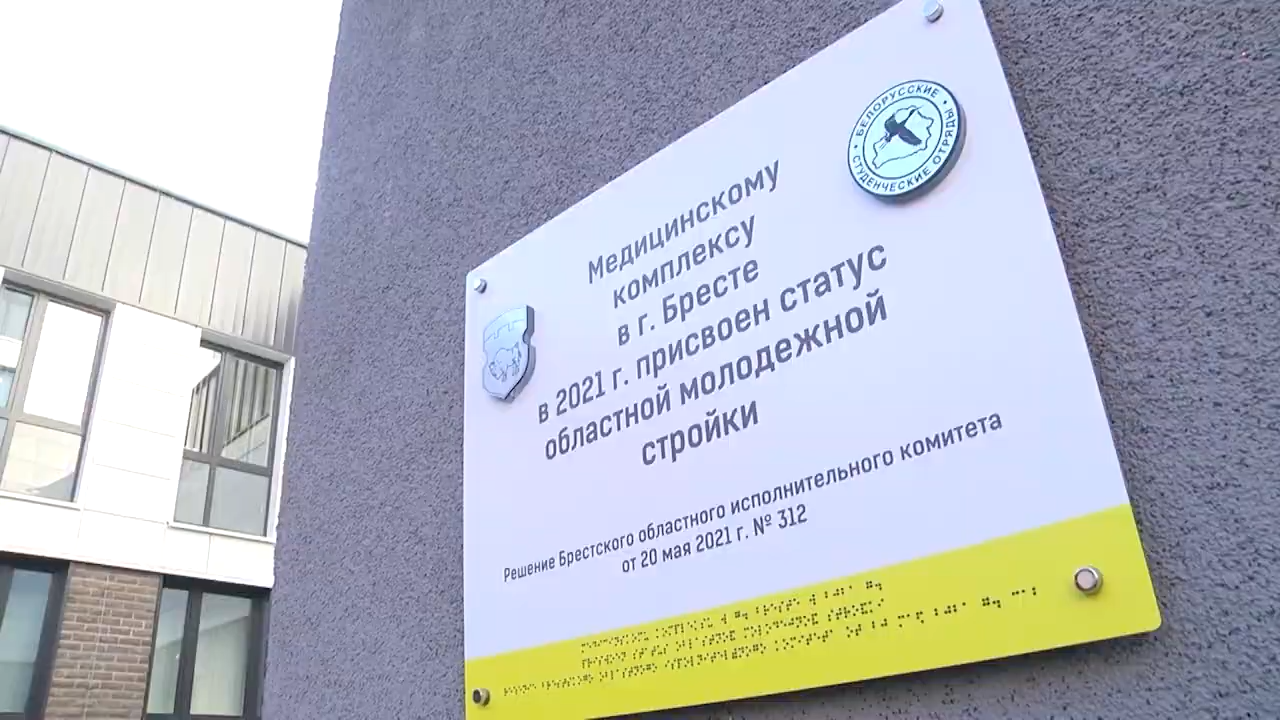 БЕЛОРУССКИЕ
СТУДЕНЧЕСКИЕ ОТРЯДЫ
Медицинскому
комплексу
в г. Бресте
в 2021 г. присвоен статус
областной молодежной
стройки
Решение Брестского областного исполнительного комитета
от 20 мая 2021 г. № 312